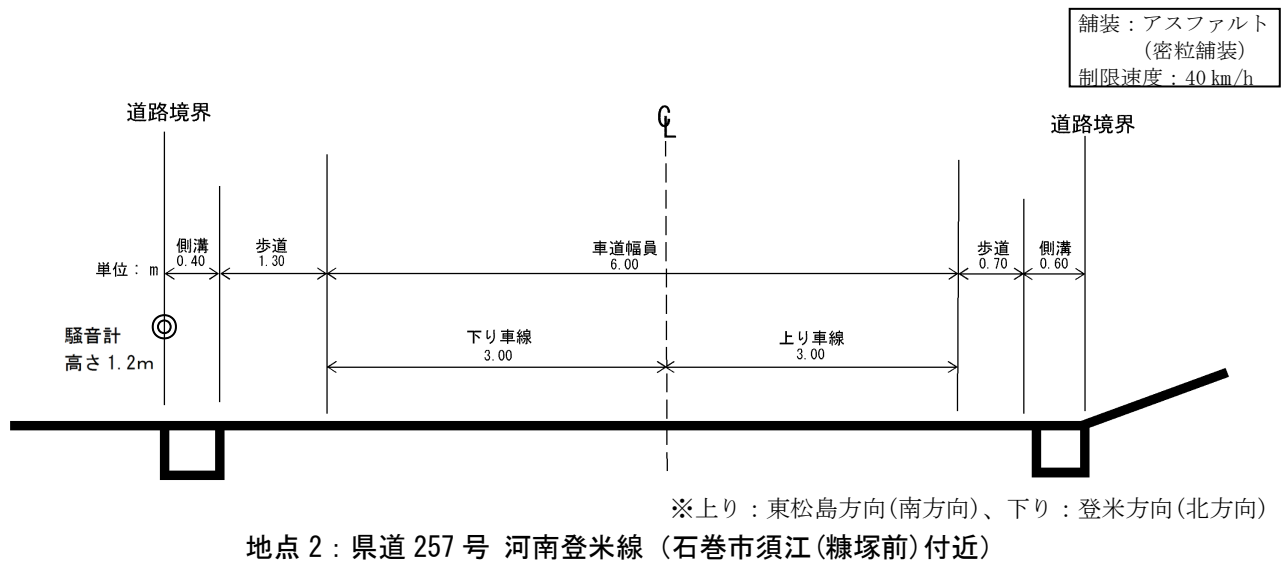 舗装：アスファルト
(密粒舗装)
制限速度：40km/h
道路境界
℄
道路境界
側溝
0.40
歩道
1.30
車道幅員
6.00
歩道
0.70
側溝
0.60
単位：m
騒音計
高さ1.2m
下り車線
3.00
上り車線
3.00
※上り：東松島方向(南方向)、下り：登米方向(北方向)
地点2：県道257号 河南登米線（石巻市須江(糠塚前)付近）